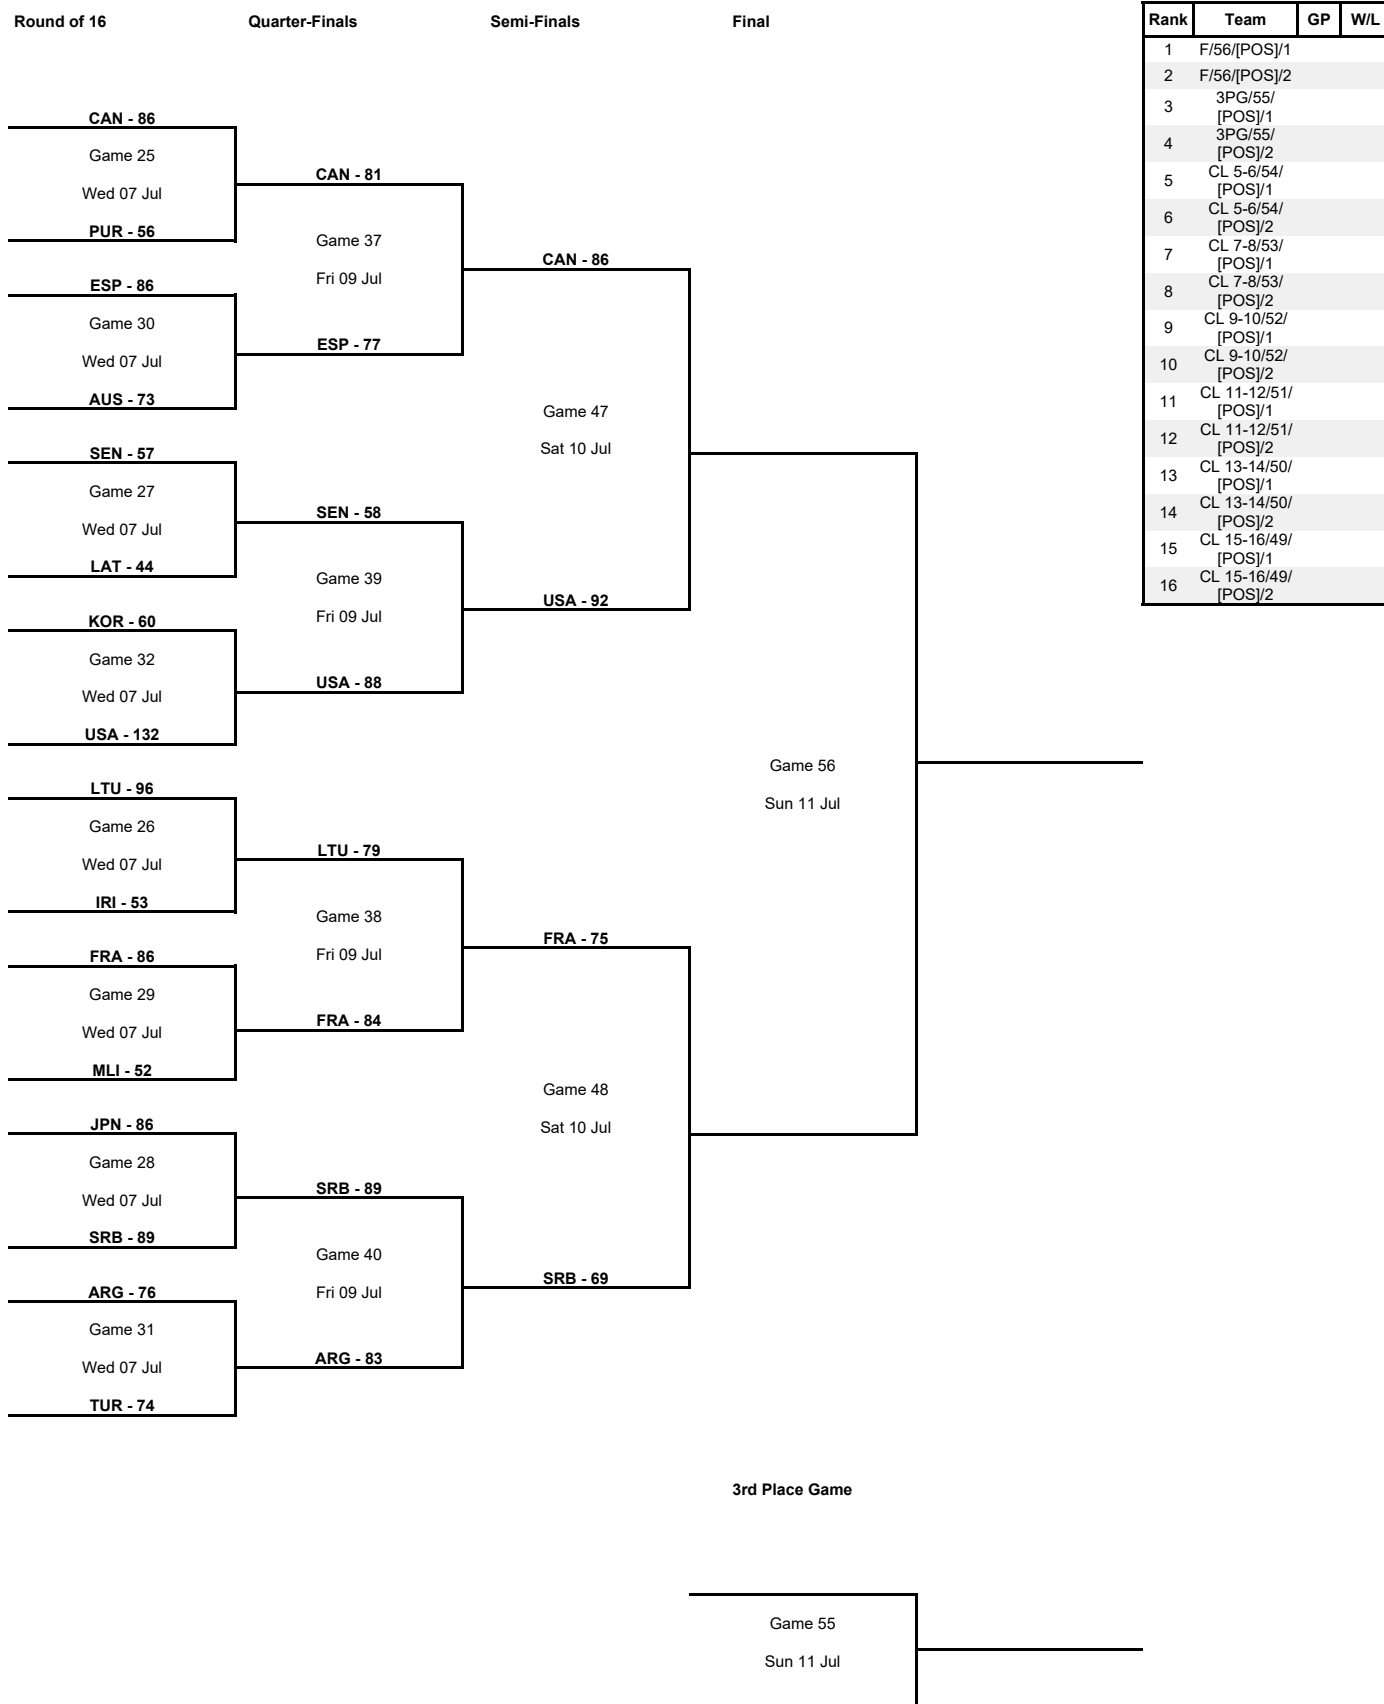 Round of 16 Quarter-Finals Semi-Finals Final
CAN - 86
Game 25
Wed 07 Jul
PUR - 56
ESP - 86
Game 30
Wed 07 Jul
AUS - 73
SEN - 57
Game 27
Wed 07 Jul
LAT - 44
KOR - 60
Game 32
Wed 07 Jul
USA - 132
LTU - 96
Game 26
Wed 07 Jul
IRI - 53
FRA - 86
Game 29
Wed 07 Jul
MLI - 52
JPN - 86
Game 28
Wed 07 Jul
SRB - 89
ARG - 76
Game 31
Wed 07 Jul
TUR - 74
CAN - 81
Game 37
Fri 09 Jul
ESP - 77
SEN - 58
Game 39
Fri 09 Jul
USA - 88
LTU - 79
Game 38
Fri 09 Jul
FRA - 84
SRB - 89
Game 40
Fri 09 Jul
ARG - 83
CAN - 86
Game 47
Sat 10 Jul
USA - 92
FRA - 75
Game 48
Sat 10 Jul
SRB - 69
Game 56
Sun 11 Jul
3rd Place Game
Game 55
Sun 11 Jul
Rank Team GP W/L
1 F/56/[POS]/1
2 F/56/[POS]/2
3 3PG/55/
[POS]/1
4 3PG/55/
[POS]/2
5 CL 5-6/54/
[POS]/1
6 CL 5-6/54/
[POS]/2
7 CL 7-8/53/
[POS]/1
8 CL 7-8/53/
[POS]/2
9 CL 9-10/52/
[POS]/1
10 CL 9-10/52/
[POS]/2
11 CL 11-12/51/
[POS]/1
12 CL 11-12/51/
[POS]/2
13 CL 13-14/50/
[POS]/1
14 CL 13-14/50/
[POS]/2
15 CL 15-16/49/
[POS]/1
16 CL 15-16/49/
[POS]/2